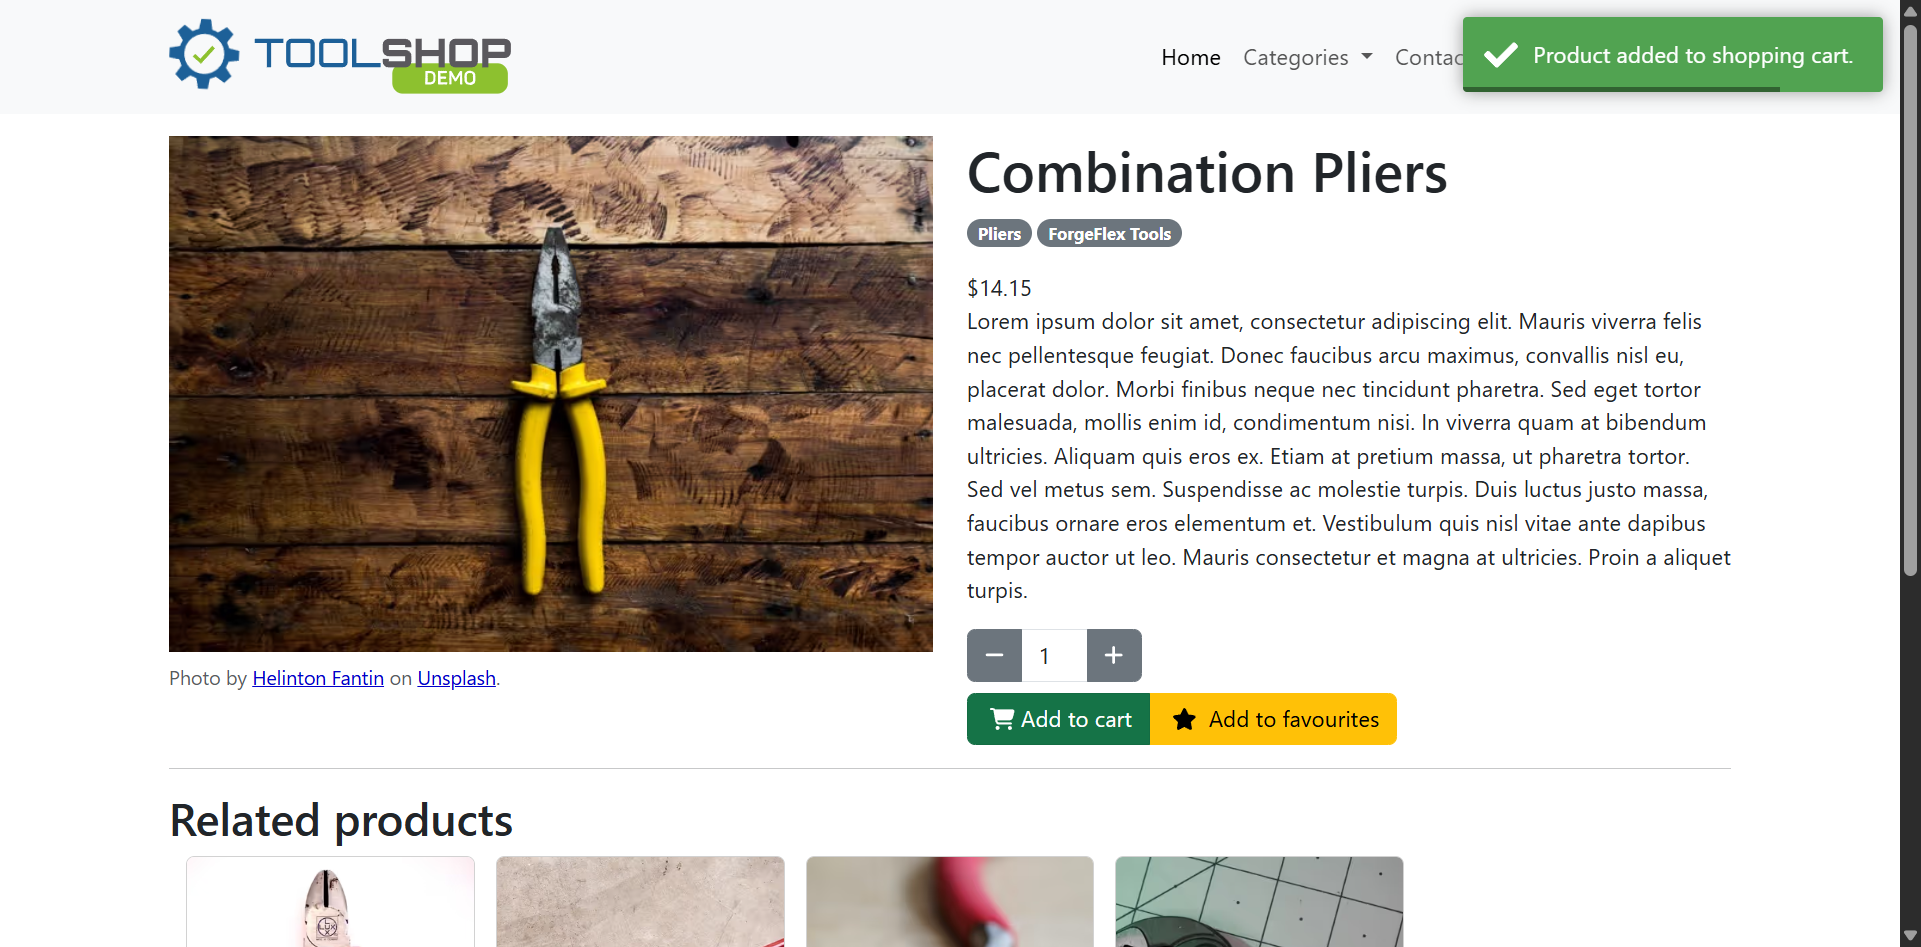 TOOLSHOP
DEMO
Home
Categories
Contac
Product added to shopping cart.
Combination Pliers
Pliers
ForgeFlex Tools
$14.15
Lorem ipsum dolor sit amet, consectetur adipiscing elit. Mauris viverra felis
nec pellentesque feugiat. Donec faucibus arcu maximus, convallis nisl eu,
placerat dolor. Morbi finibus neque nec tincidunt pharetra. Sed eget tortor
malesuada, mollis enim id, condimentum nisi. In viverra quam at bibendum
ultricies. Aliquam quis eros ex. Etiam at pretium massa, ut pharetra tortor.
Sed vel metus sem. Suspendisse ac molestie turpis. Duis luctus justo massa,
faucibus ornare eros elementum et. Vestibulum quis nisl vitae ante dapibus
tempor auctor ut leo. Mauris consectetur et magna at ultricies. Proin a aliquet
turpis.
1
Add to cart
Add to favourites
Photo by Helinton Fantin on Unsplash.
Related products